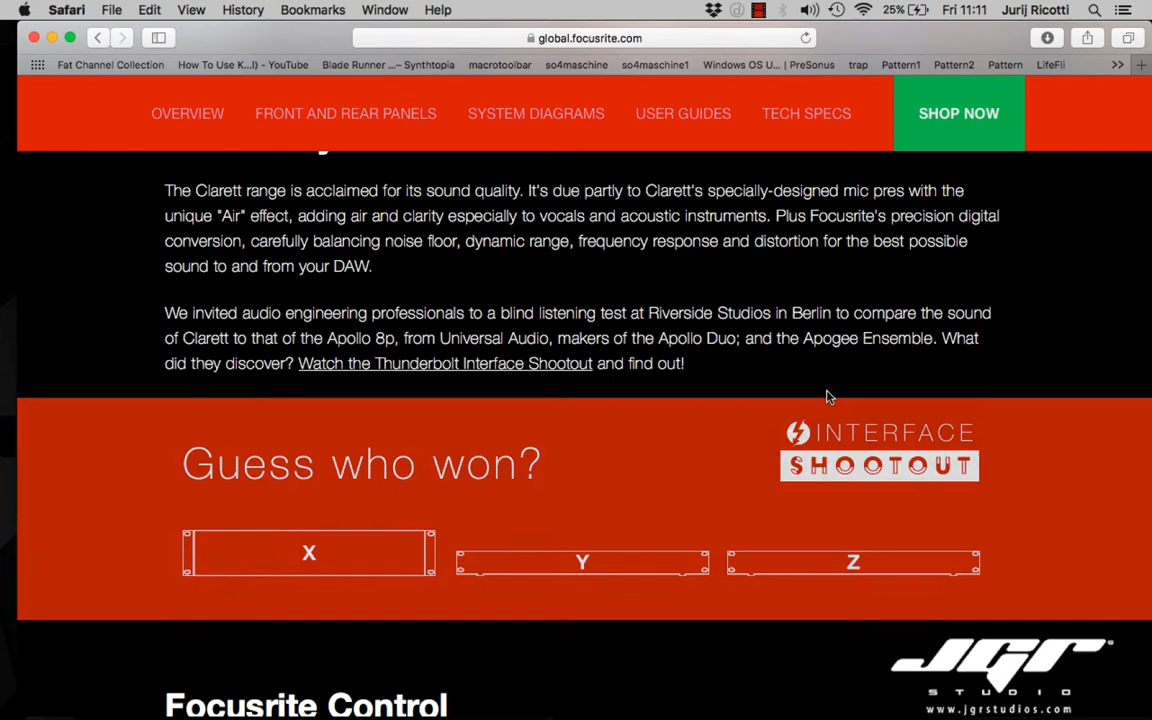 Safari File Edit View History Bookmarks Window Help 25% Fri 11:11 Jurij Ricotti
global.focusrite.com
Fat Channel Collection How To Use K...I) - YouTube Blade Runner ...– Synthtopia macrotoolbar so4maschine so4maschine1 Windows OS U... | PreSonus trap Pattern1 Pattern2 Pattern LifeFli >>
OVERVIEW FRONT AND REAR PANELS SYSTEM DIAGRAMS USER GUIDES TECH SPECS SHOP NOW
The Clarett range is acclaimed for its sound quality. It's due partly to Clarett's specially-designed mic pres with the
unique "Air" effect, adding air and clarity especially to vocals and acoustic instruments. Plus Focusrite's precision digital
conversion, carefully balancing noise floor, dynamic range, frequency response and distortion for the best possible
sound to and from your DAW.
We invited audio engineering professionals to a blind listening test at Riverside Studios in Berlin to compare the sound
of Clarett to that of the Apollo 8p, from Universal Audio, makers of the Apollo Duo; and the Apogee Ensemble. What
did they discover? Watch the Thunderbolt Interface Shootout and find out!
Guess who won?
INTERFACE
SHOOTOUT
X Y Z
Focusrite Control
JGR
STUDIO
www.jgrstudios.com